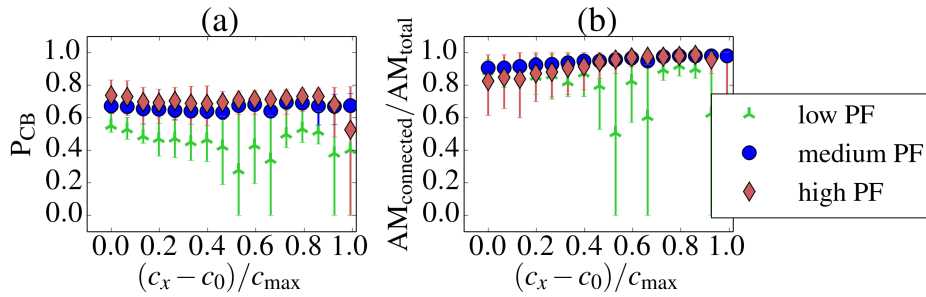 (a)
P_CB
1.0
0.8
0.6
0.4
0.2
0.0
0.0 0.2 0.4 0.6 0.8 1.0
(c_x − c_0)/c_max
(b)
AM_connected/AM_total
1.0
0.8
0.6
0.4
0.2
0.0
0.0 0.2 0.4 0.6 0.8 1.0
(c_x − c_0)/c_max
low PF
medium PF
high PF